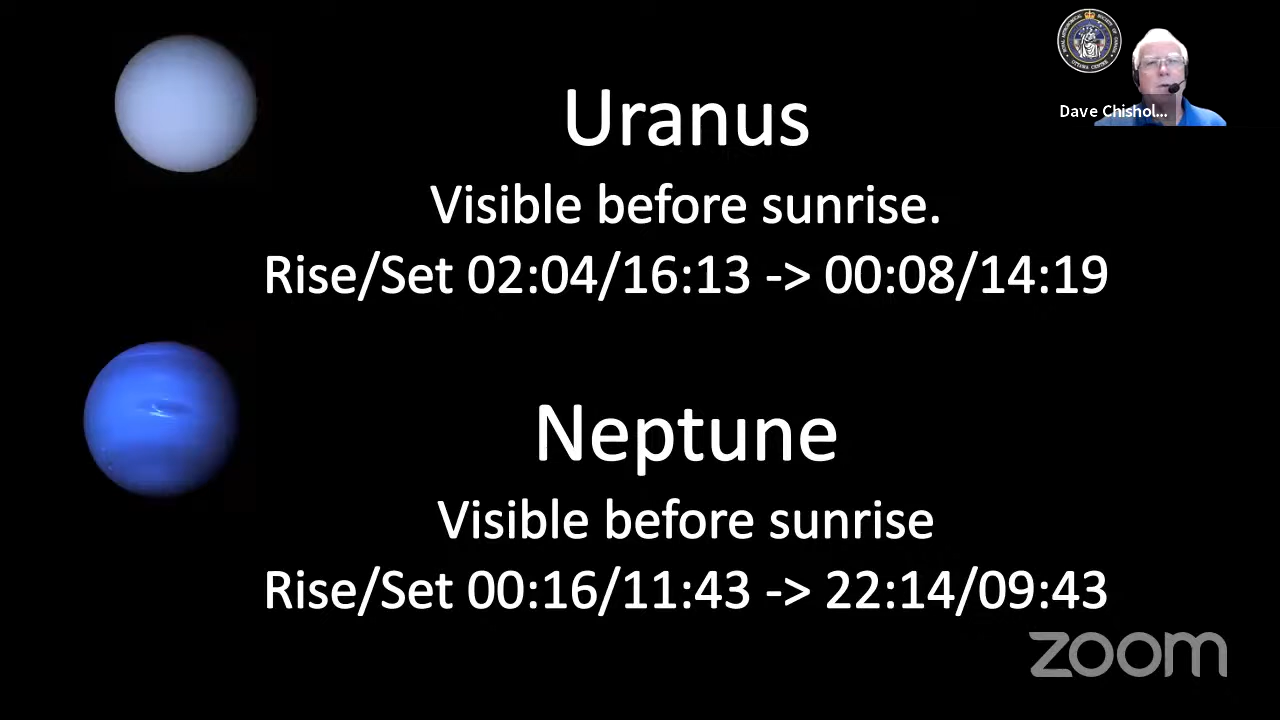 Uranus
Visible before sunrise.
Rise/Set 02:04/16:13 -> 00:08/14:19
Neptune
Visible before sunrise
Rise/Set 00:16/11:43 -> 22:14/09:43
Dave Chishol...
zoom